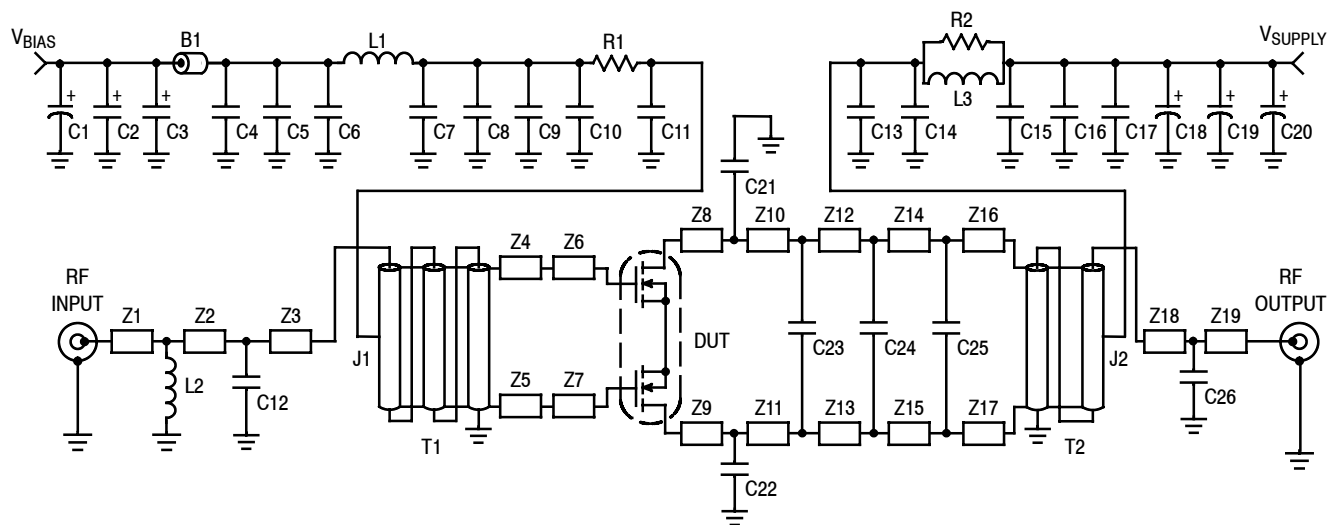 V_BIAS
B1
L1
R1
R2
V_SUPPLY
L3
+
+
+
+
+
+
C1
C2
C3
C4
C5
C6
C7
C8
C9
C10
C11
C13
C14
C15
C16
C17
C18
C19
C20
C21
Z8
Z10
Z12
Z14
Z16
Z4
Z6
RF INPUT
RF OUTPUT
Z1
Z2
Z3
Z18
Z19
J1
DUT
C23
C24
C25
J2
L2
C12
Z5
Z7
C26
Z9
Z11
Z13
Z15
Z17
T1
T2
C22